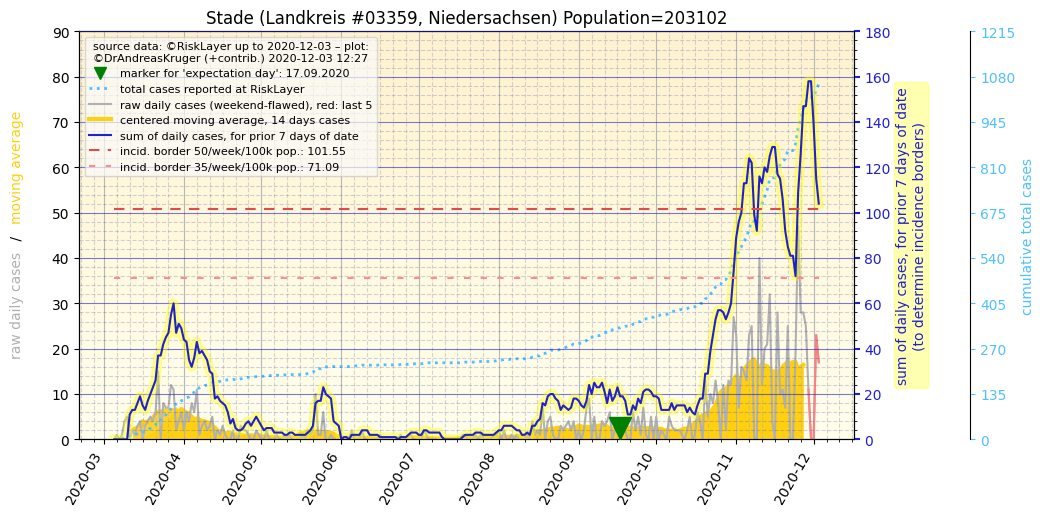 Stade (Landkreis #03359, Niedersachsen) Population=203102
source data: ©RiskLayer up to 2020-12-03 – plot:
©DrAndreasKruger (+contrib.) 2020-12-03 12:27
marker for 'expectation day': 17.09.2020
total cases reported at RiskLayer
raw daily cases (weekend-flawed), red: last 5
centered moving average, 14 days cases
sum of daily cases, for prior 7 days of date
incid. border 50/week/100k pop.: 101.55
incid. border 35/week/100k pop.: 71.09
raw daily cases / moving average
90
80
70
60
50
40
30
20
10
0
2020-03
2020-04
2020-05
2020-06
2020-07
2020-08
2020-09
2020-10
2020-11
2020-12
180
160
140
120
100
80
60
40
20
0
sum of daily cases, for prior 7 days of date
(to determine incidence borders)
1215
1080
945
810
675
540
405
270
135
0
cumulative total cases